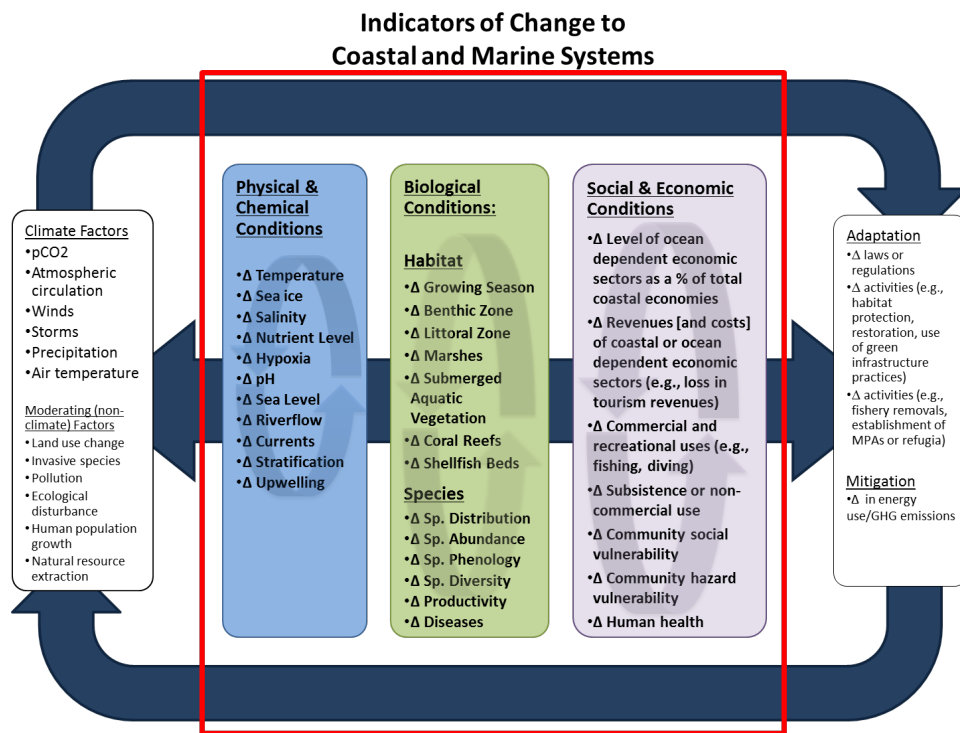 Indicators of Change to
Coastal and Marine Systems
Climate Factors
•pCO2
•Atmospheric
circulation
•Winds
•Storms
•Precipitation
•Air temperature
Moderating (non-
climate) Factors
• Land use change
• Invasive species
• Pollution
• Ecological
disturbance
• Human population
growth
• Natural resource
extraction
Physical &
Chemical
Conditions
•Δ Temperature
•Δ Sea ice
•Δ Salinity
•Δ Nutrient Level
•Δ Hypoxia
•Δ pH
•Δ Sea Level
•Δ Riverflow
•Δ Currents
•Δ Stratification
•Δ Upwelling
Biological
Conditions:
Habitat
•Δ Growing Season
•Δ Benthic Zone
•Δ Littoral Zone
•Δ Marshes
•Δ Submerged
Aquatic
Vegetation
•Δ Coral Reefs
•Δ Shellfish Beds
Species
•Δ Sp. Distribution
•Δ Sp. Abundance
•Δ Sp. Phenology
•Δ Sp. Diversity
•Δ Productivity
•Δ Diseases
Social & Economic
Conditions
•Δ Level of ocean
dependent economic
sectors as a % of total
coastal economies
•Δ Revenues [and costs]
of coastal or ocean
dependent economic
sectors (e.g., loss in
tourism revenues)
•Δ Commercial and
recreational uses (e.g.,
fishing, diving)
•Δ Subsistence or non-
commercial use
•Δ Community social
vulnerability
•Δ Community hazard
vulnerability
•Δ Human health
Adaptation
•Δ laws or
regulations
•Δ activities (e.g.,
habitat
protection,
restoration, use
of green
infrastructure
practices)
•Δ activities (e.g.,
fishery removals,
establishment of
MPAs or refugia)
Mitigation
•Δ in energy
use/GHG emissions